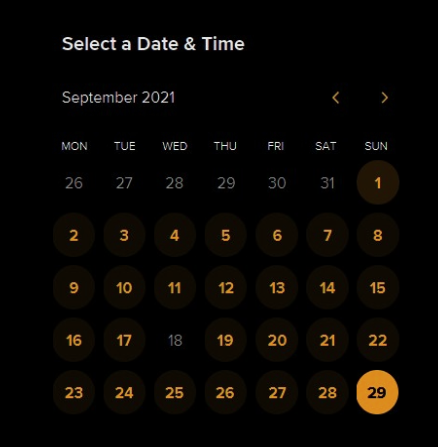 Select a Date & Time
September 2021
MON TUE WED THU FRI SAT SUN
26 27 28 29 30 31 1
2 3 4 5 6 7 8
9 10 11 12 13 14 15
16 17 18 19 20 21 22
23 24 25 26 27 28 29